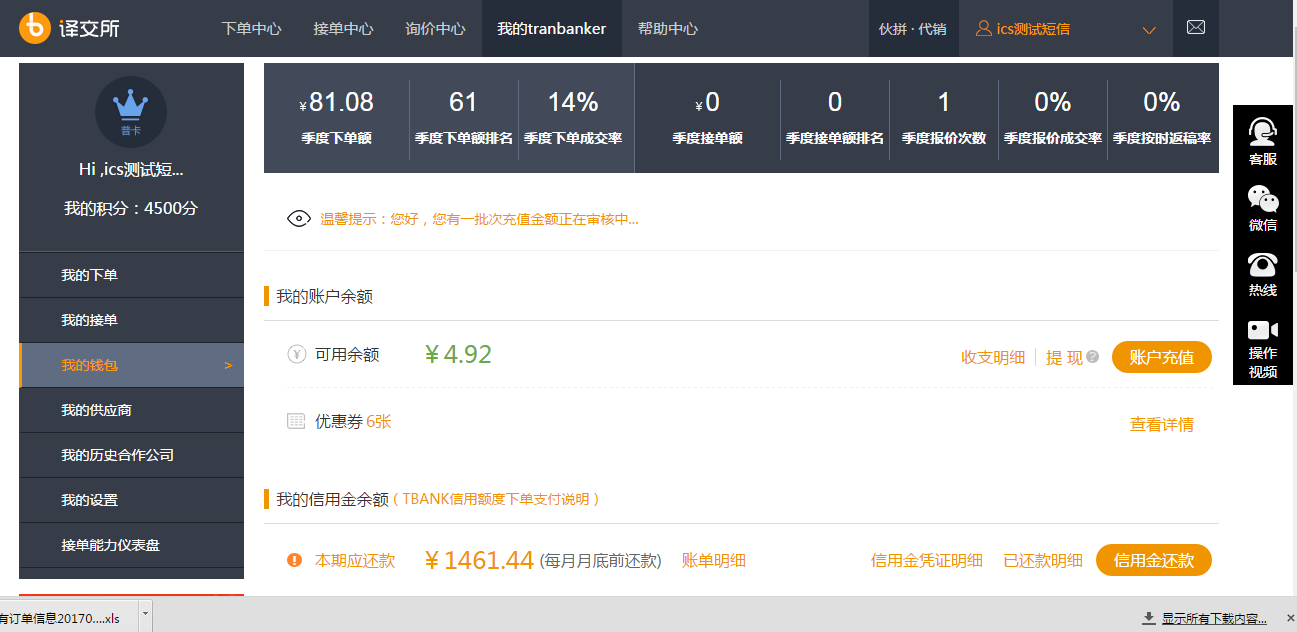 译交所
下单中心 接单中心 询价中心 我的tranbanker 帮助中心 伙拼 · 代销 ics测试短信
普卡
Hi ,ics测试短...
我的积分：4500分
我的下单
我的接单
我的钱包 >
我的供应商
我的历史合作公司
我的设置
接单能力仪表盘
¥81.08 61 14% ¥0 0 1 0% 0%
季度下单额 季度下单额排名 季度下单成交率 季度接单额 季度接单额排名 季度报价次数 季度报价成交率 季度按时返稿率
温馨提示：您好，您有一批次充值金额正在审核中...
我的账户余额
¥ 可用余额 ¥4.92 收支明细 提 现 ? 账户充值
优惠券 6张 查看详情
我的信用金余额（ TBANK信用额度下单支付说明 ）
本期应还款 ¥1461.44 (每月月底前还款) 账单明细 信用金凭证明细 已还款明细 信用金还款
客服
微信
热线
操作
视频
有订单信息20170....xls 显示所有下载内容... ×